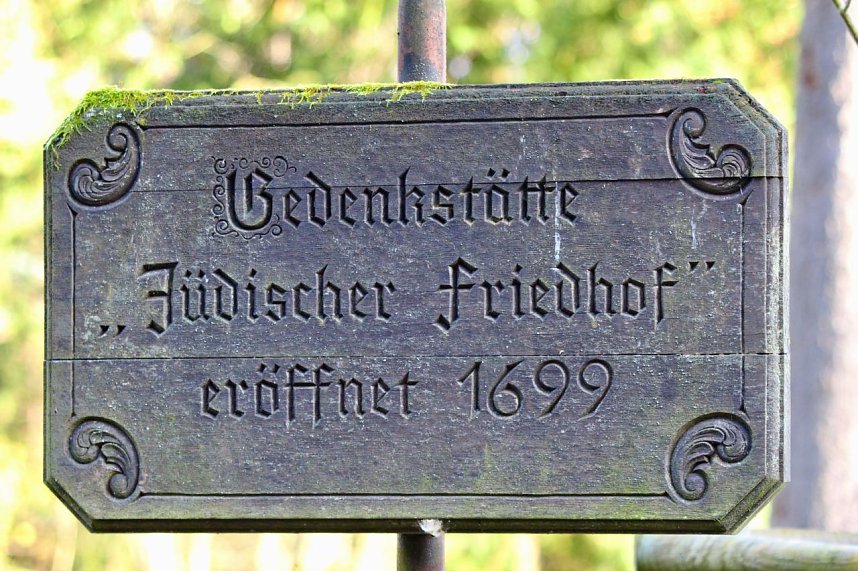 Gedenkstätte
„Jüdischer Friedhof"
eröffnet 1699